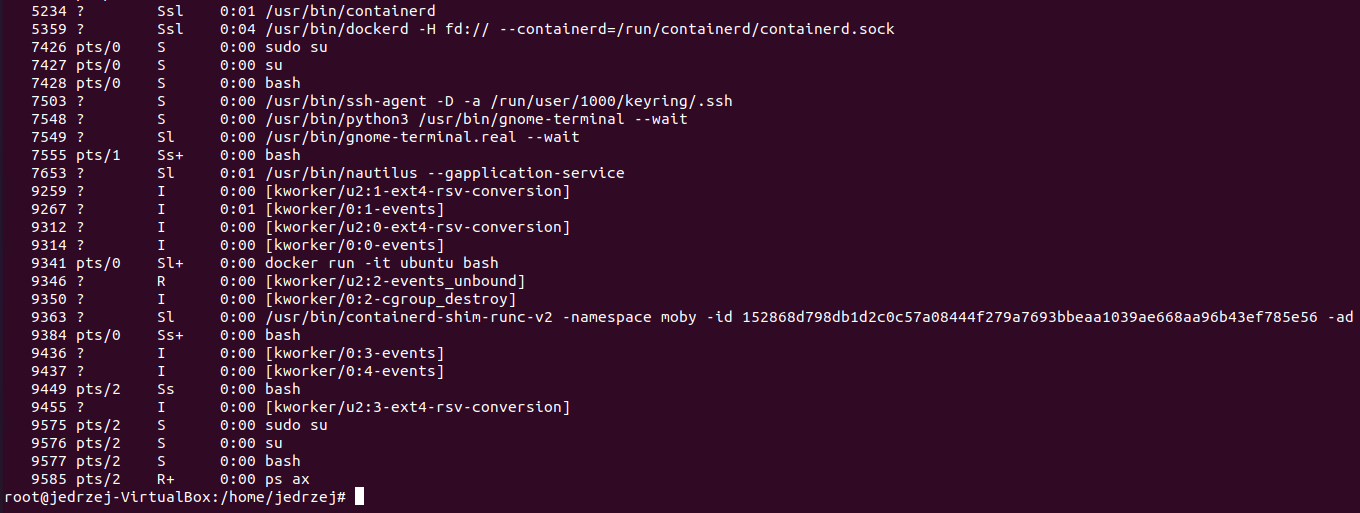 5234 ? Ssl 0:01 /usr/bin/containerd
5359 ? Ssl 0:04 /usr/bin/dockerd -H fd:// --containerd=/run/containerd/containerd.sock
7426 pts/0 S 0:00 sudo su
7427 pts/0 S 0:00 su
7428 pts/0 S 0:00 bash
7503 ? S 0:00 /usr/bin/ssh-agent -D -a /run/user/1000/keyring/.ssh
7548 ? S 0:00 /usr/bin/python3 /usr/bin/gnome-terminal --wait
7549 ? Sl 0:00 /usr/bin/gnome-terminal.real --wait
7555 pts/1 Ss+ 0:00 bash
7653 ? Sl 0:01 /usr/bin/nautilus --gapplication-service
9259 ? I 0:00 [kworker/u2:1-ext4-rsv-conversion]
9267 ? I 0:01 [kworker/0:1-events]
9312 ? I 0:00 [kworker/u2:0-ext4-rsv-conversion]
9314 ? I 0:00 [kworker/0:0-events]
9341 pts/0 Sl+ 0:00 docker run -it ubuntu bash
9346 ? R 0:00 [kworker/u2:2-events_unbound]
9350 ? I 0:00 [kworker/0:2-cgroup_destroy]
9363 ? Sl 0:00 /usr/bin/containerd-shim-runc-v2 -namespace moby -id 152868d798db1d2c0c57a08444f279a7693bbeaa1039ae668aa96b43ef785e56 -ad
9384 pts/0 Ss+ 0:00 bash
9436 ? I 0:00 [kworker/0:3-events]
9437 ? I 0:00 [kworker/0:4-events]
9449 pts/2 Ss 0:00 bash
9455 ? I 0:00 [kworker/u2:3-ext4-rsv-conversion]
9575 pts/2 S 0:00 sudo su
9576 pts/2 S 0:00 su
9577 pts/2 S 0:00 bash
9585 pts/2 R+ 0:00 ps ax
root@jedrzej-VirtualBox:/home/jedrzej#